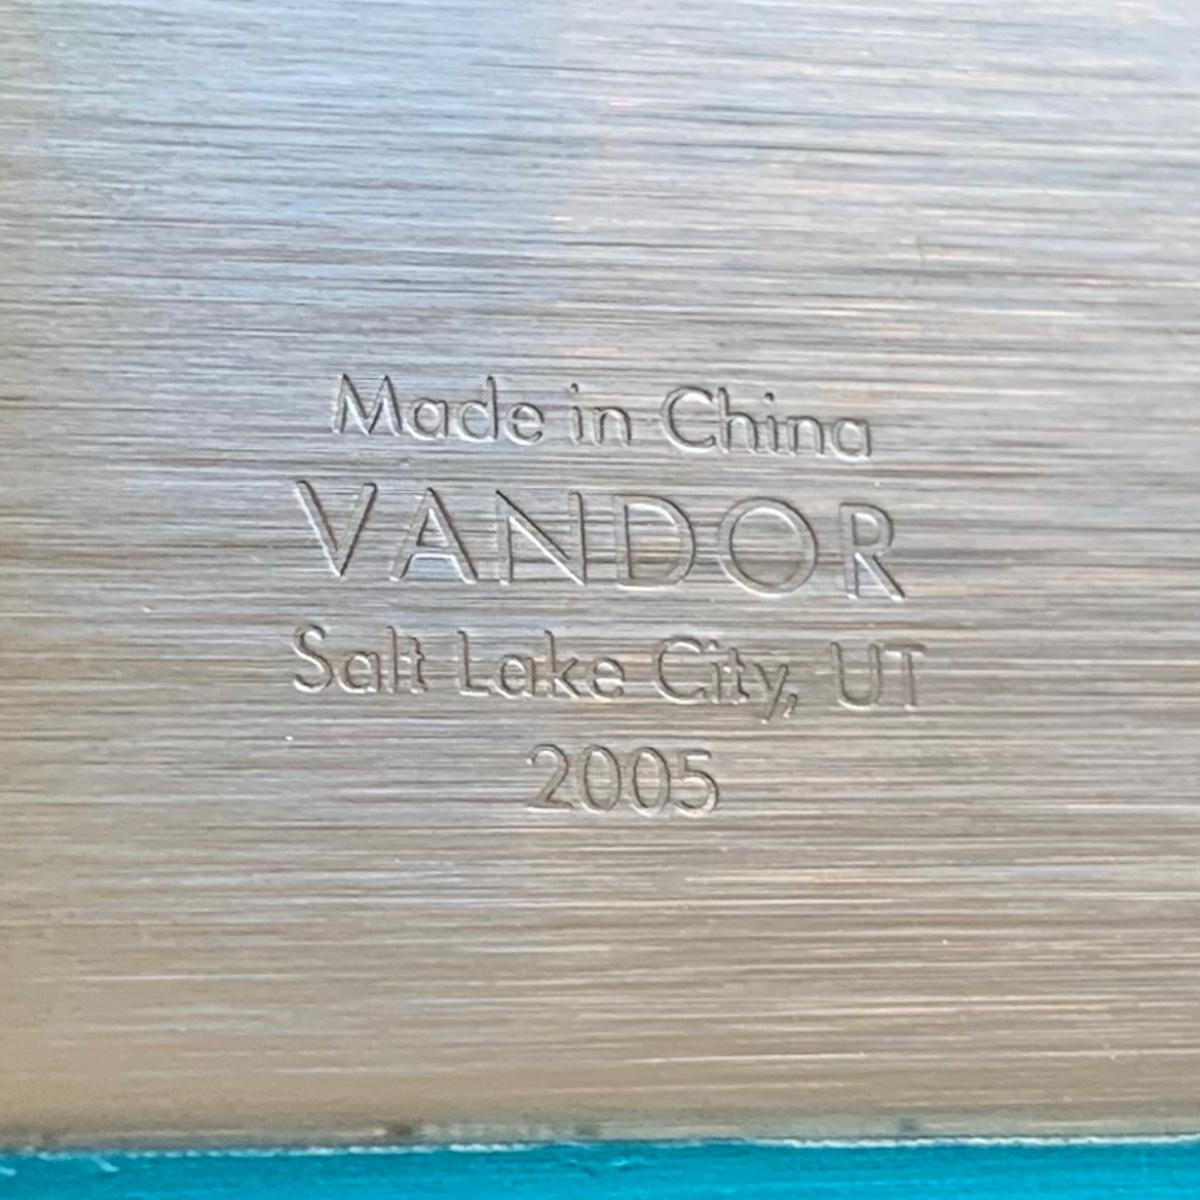 Made in China
VANDOR
Salt Lake City, UT
2005